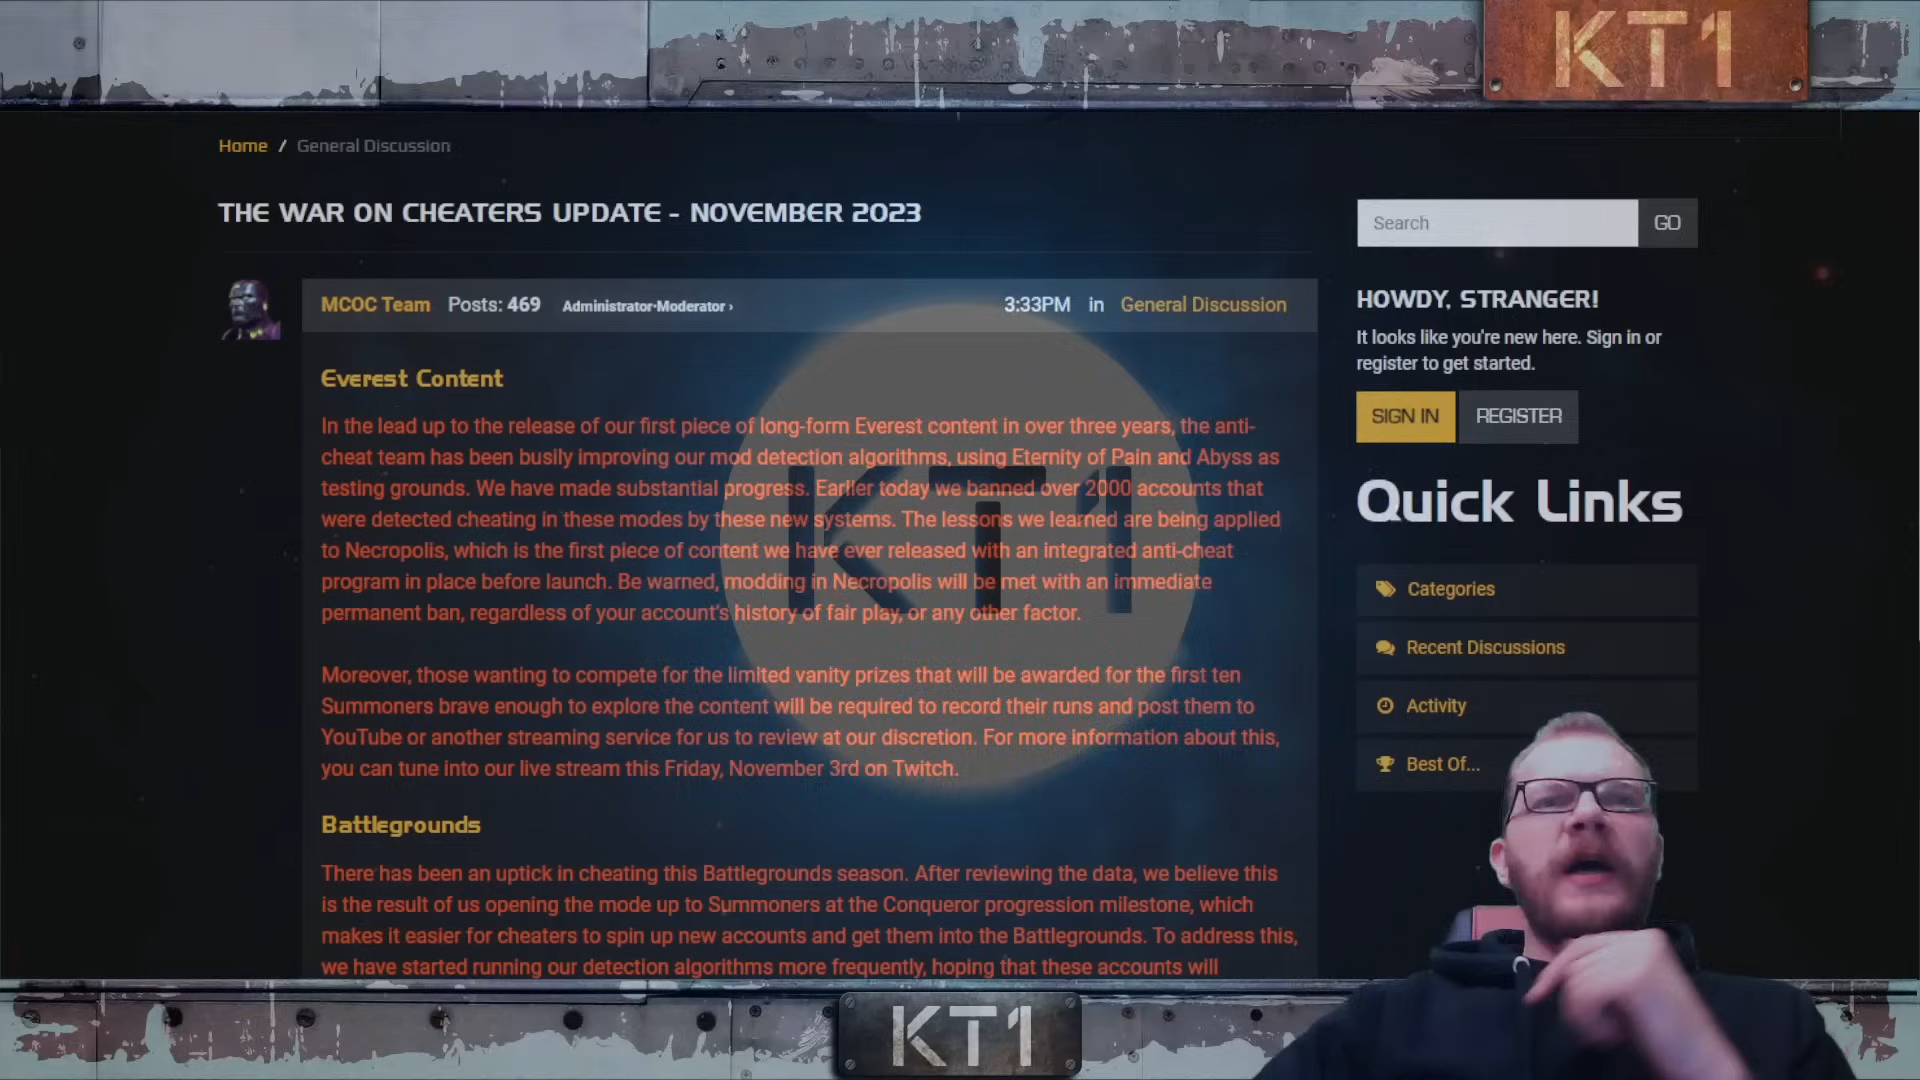 KT1
Home / General Discussion
THE WAR ON CHEATERS UPDATE - NOVEMBER 2023
Search
GO
MCOC Team Posts: 469 Administrator·Moderator › 3:33PM in General Discussion
HOWDY, STRANGER!
It looks like you're new here. Sign in or
register to get started.
SIGN IN
REGISTER
Everest Content
In the lead up to the release of our first piece of long-form Everest content in over three years, the anti-
cheat team has been busily improving our mod detection algorithms, using Eternity of Pain and Abyss as
testing grounds. We have made substantial progress. Earlier today we banned over 2000 accounts that
were detected cheating in these modes by these new systems. The lessons we learned are being applied
to Necropolis, which is the first piece of content we have ever released with an integrated anti-cheat
program in place before launch. Be warned, modding in Necropolis will be met with an immediate
permanent ban, regardless of your account's history of fair play, or any other factor.
KT1
Moreover, those wanting to compete for the limited vanity prizes that will be awarded for the first ten
Summoners brave enough to explore the content will be required to record their runs and post them to
YouTube or another streaming service for us to review at our discretion. For more information about this,
you can tune into our live stream this Friday, November 3rd on Twitch.
Battlegrounds
There has been an uptick in cheating this Battlegrounds season. After reviewing the data, we believe this
is the result of us opening the mode up to Summoners at the Conqueror progression milestone, which
makes it easier for cheaters to spin up new accounts and get them into the Battlegrounds. To address this,
we have started running our detection algorithms more frequently, hoping that these accounts will
Quick Links
Categories
Recent Discussions
Activity
Best Of...
KT1